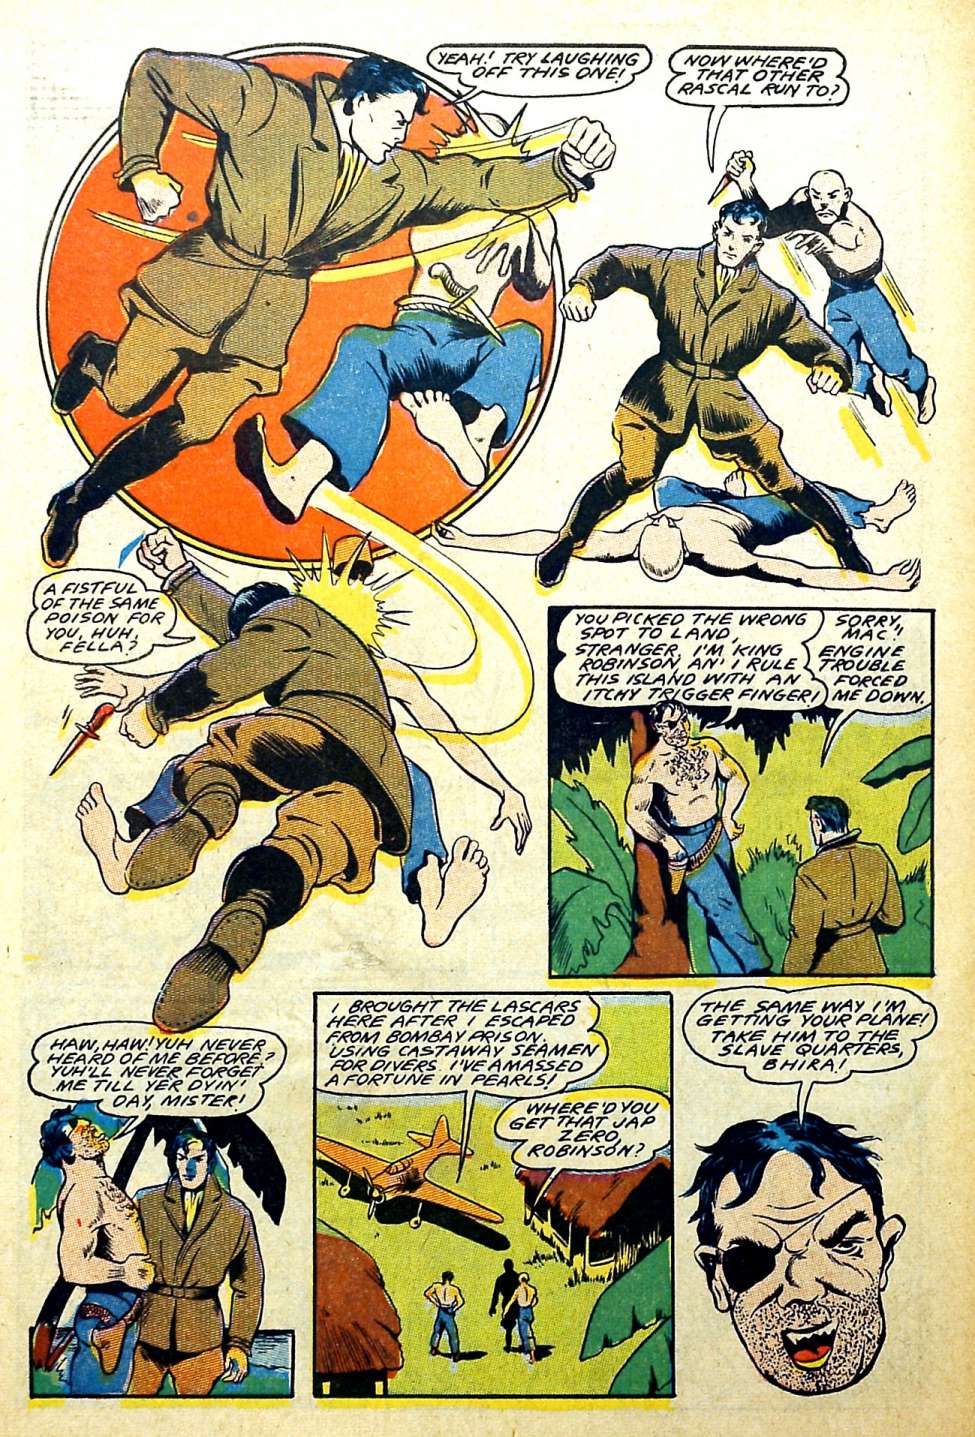 YEAH! TRY LAUGHING
OFF THIS ONE!
NOW WHERE'D
THAT OTHER
RASCAL RUN TO?
A FISTFUL
OF THE SAME
POISON FOR
YOU, HUH,
FELLA?
YOU PICKED THE WRONG
SPOT TO LAND,
STRANGER, I'M 'KING
ROBINSON, AN' I RULE
THIS ISLAND WITH AN
ITCHY TRIGGER FINGER!
SORRY,
MAC!
ENGINE
TROUBLE
FORCED
ME DOWN.
HAW, HAW! YUH NEVER
HEARD OF ME BEFORE?
YUH'LL NEVER FORGET
ME TILL YER DYIN'
DAY, MISTER!
I BROUGHT THE LASCARS
HERE AFTER I ESCAPED
FROM BOMBAY PRISON.
USING CASTAWAY SEAMEN
FOR DIVERS. I'VE AMASSED
A FORTUNE IN PEARLS!
WHERE'D YOU
GET THAT JAP
ZERO,
ROBINSON?
THE SAME WAY I'M
GETTING YOUR PLANE!
TAKE HIM TO THE
SLAVE QUARTERS,
BHIRA!